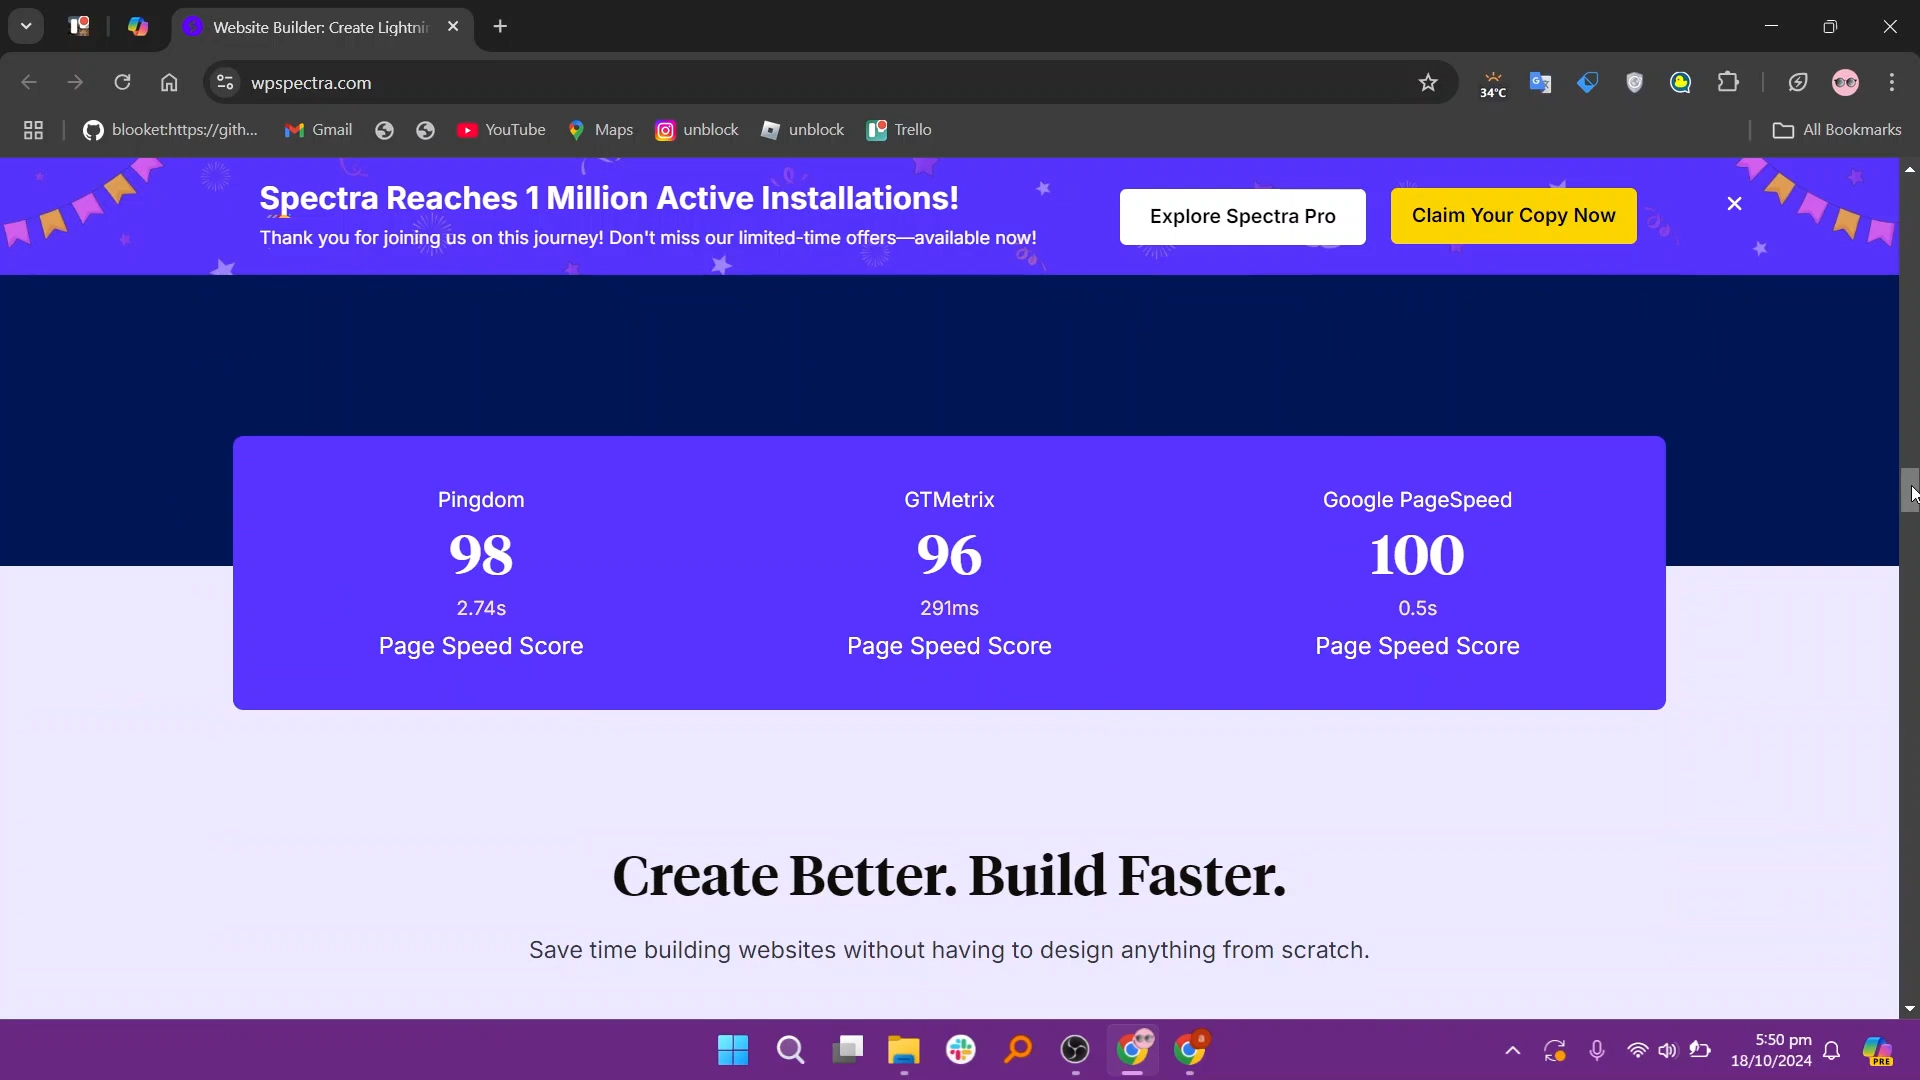 Website Builder: Create Lightni
wpspectra.com
34°C
blooket:https://gith...
Gmail
YouTube
Maps
unblock
unblock
Trello
All Bookmarks
Spectra Reaches 1 Million Active Installations!
Thank you for joining us on this journey! Don't miss our limited-time offers—available now!
Explore Spectra Pro
Claim Your Copy Now
Pingdom
98
2.74s
Page Speed Score
GTMetrix
96
291ms
Page Speed Score
Google PageSpeed
100
0.5s
Page Speed Score
Create Better. Build Faster.
Save time building websites without having to design anything from scratch.
5:50 pm
18/10/2024
PRE